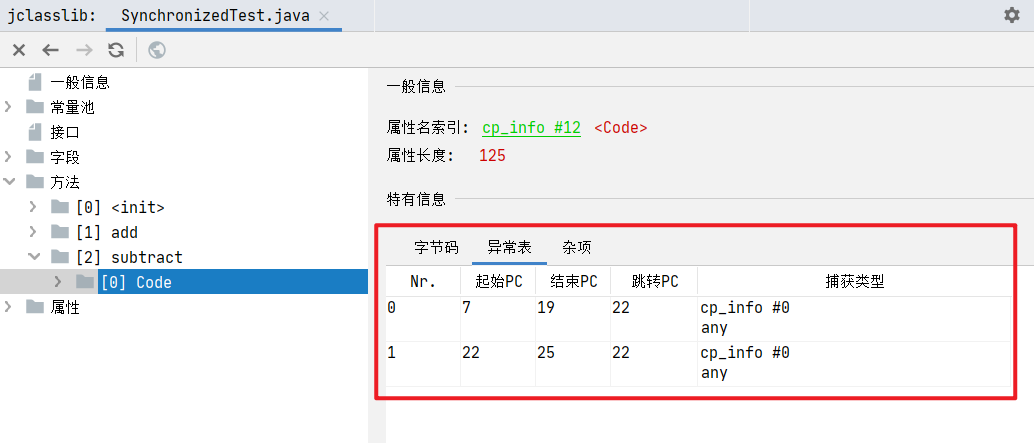 jclasslib: SynchronizedTest.java
一般信息
常量池
接口
字段
方法
[0] <init>
[1] add
[2] subtract
[0] Code
属性
一般信息
属性名索引: cp_info #12 <Code>
属性长度: 125
特有信息
字节码 异常表 杂项
Nr. 起始PC 结束PC 跳转PC 捕获类型
0 7 19 22 cp_info #0
any
1 22 25 22 cp_info #0
any